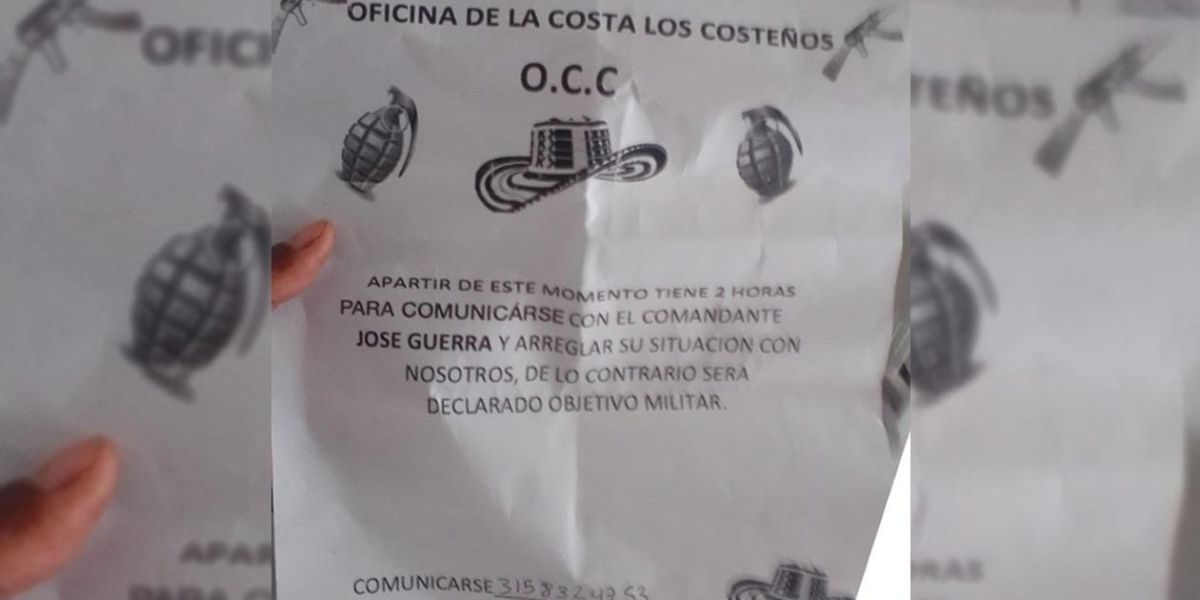 OFICINA DE LA COSTA LOS COSTEÑOS
O.C.C
APARTIR DE ESTE MOMENTO TIENE 2 HORAS
PARA COMUNICÁRSE CON EL COMANDANTE
JOSE GUERRA Y ARREGLAR SU SITUACION CON
NOSOTROS, DE LO CONTRARIO SERA
DECLARADO OBJETIVO MILITAR.
COMUNICARSE